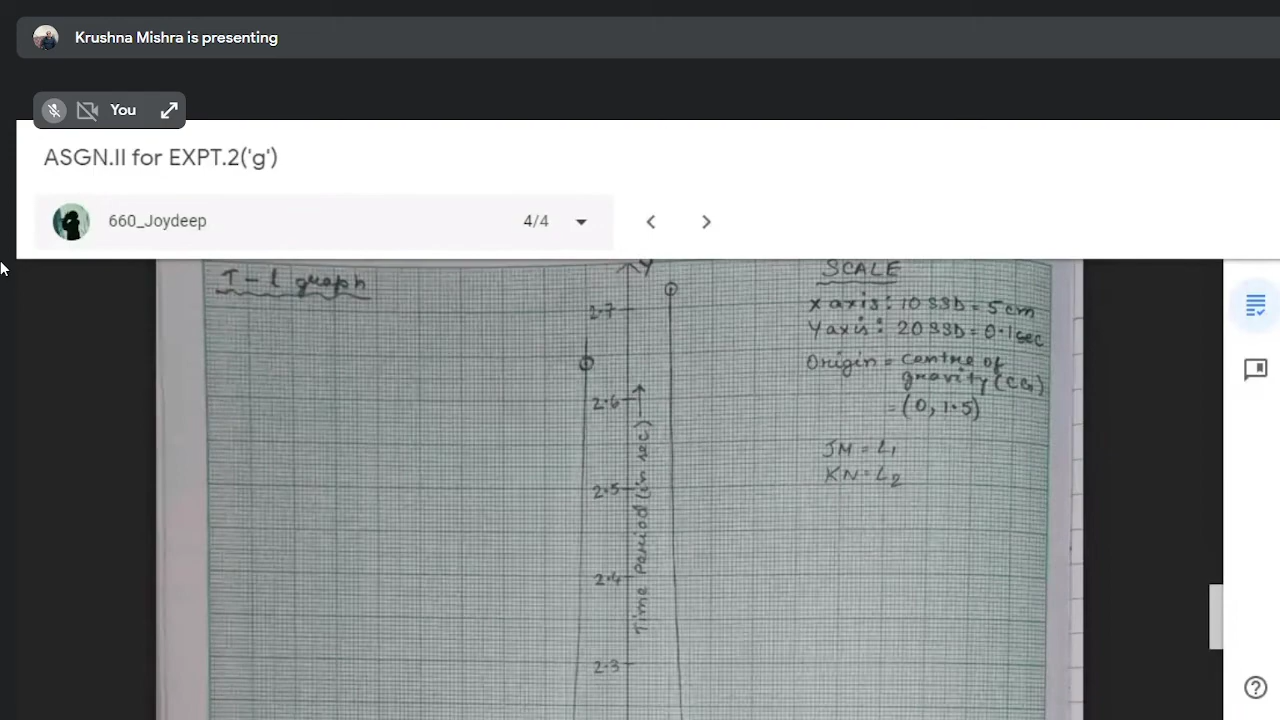 Krushna Mishra is presenting
You
ASGN.II for EXPT.2('g')
660_Joydeep
4/4
T - l graph
Y
2.7
2.6
2.5
2.4
2.3
Time Period (in sec) →
SCALE
X axis: 10 SSD = 5cm
Y axis: 20 SSD = 0.1 sec
Origin = centre of
gravity (CG)
= (0, 1.5)
JM = L1
KN = L2